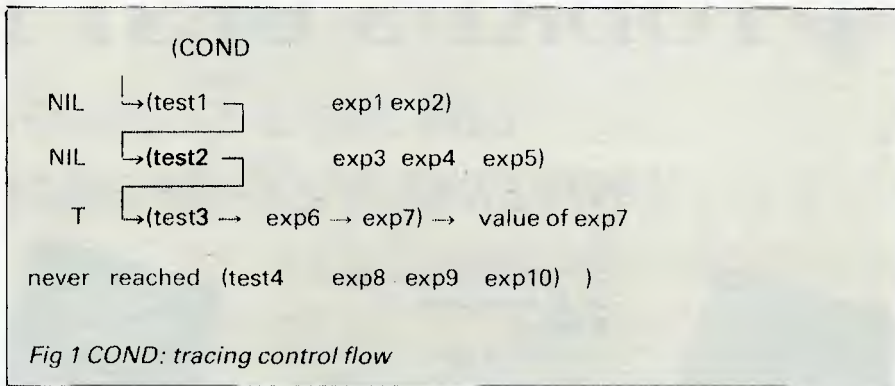 (COND
NIL →(test1 exp1 exp2)
NIL →(test2 exp3 exp4 exp5)
T →(test3 → exp6 → exp7) → value of exp7
never reached (test4 exp8 exp9 exp10) )
Fig 1 COND: tracing control flow